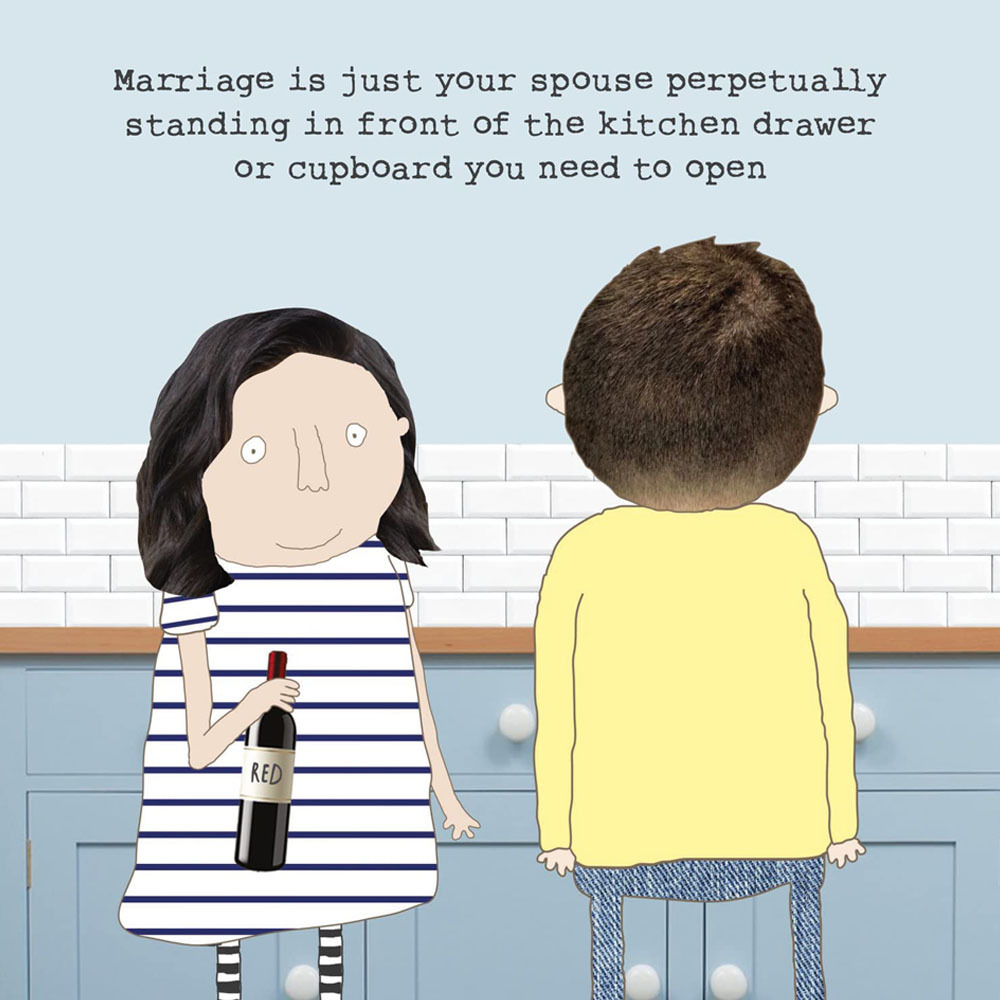 Marriage is just your spouse perpetually
standing in front of the kitchen drawer
or cupboard you need to open
RED